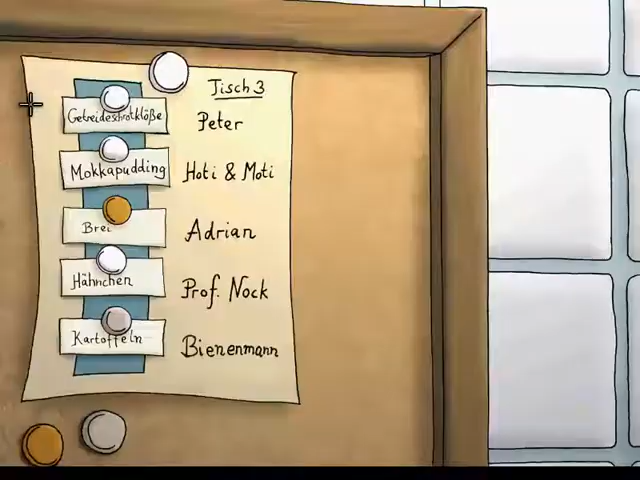 Tisch 3
Getreideschrotklöße Peter
Mokkapudding Hoti & Moti
Brei Adrian
Hähnchen Prof. Nock
Kartoffeln Bienenmann